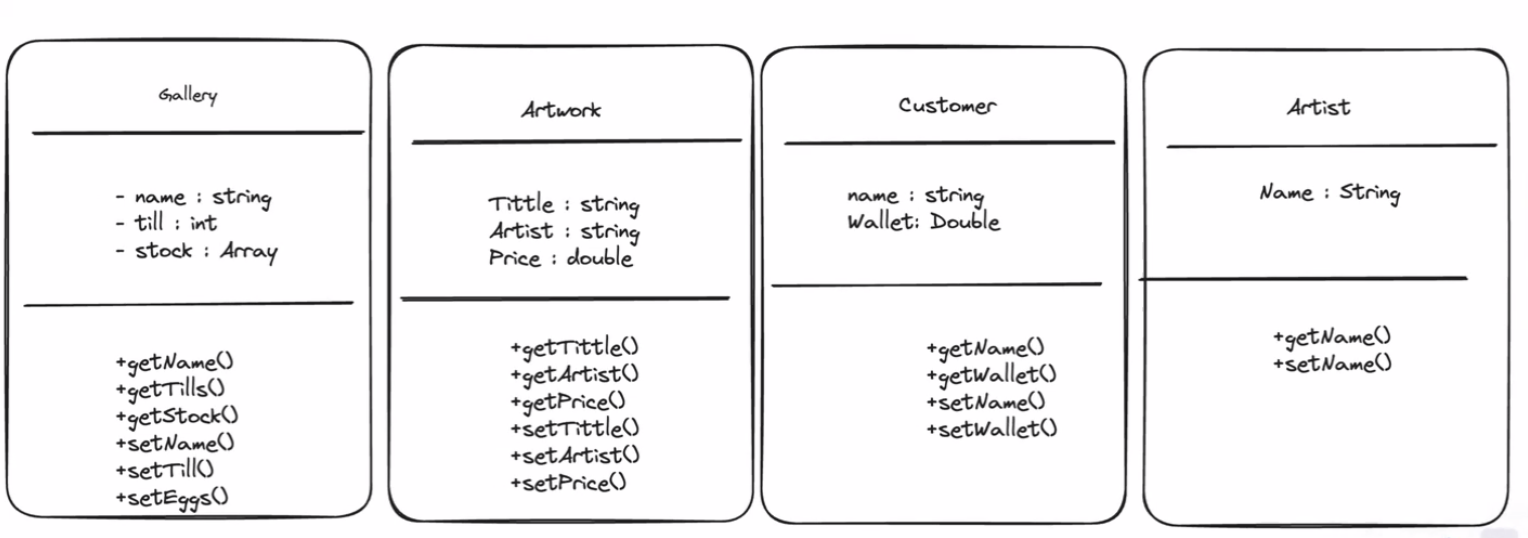 Gallery
- name : string
- till : int
- stock : Array
+getName()
+getTills()
+getStock()
+setName()
+setTill()
+setEggs()
Artwork
Tittle : string
Artist : string
Price : double
+getTittle()
+getArtist()
+getPrice()
+setTittle()
+setArtist()
+setPrice()
Customer
name : string
Wallet: Double
+getName()
+getWallet()
+setName()
+setWallet()
Artist
Name : String
+getName()
+setName()